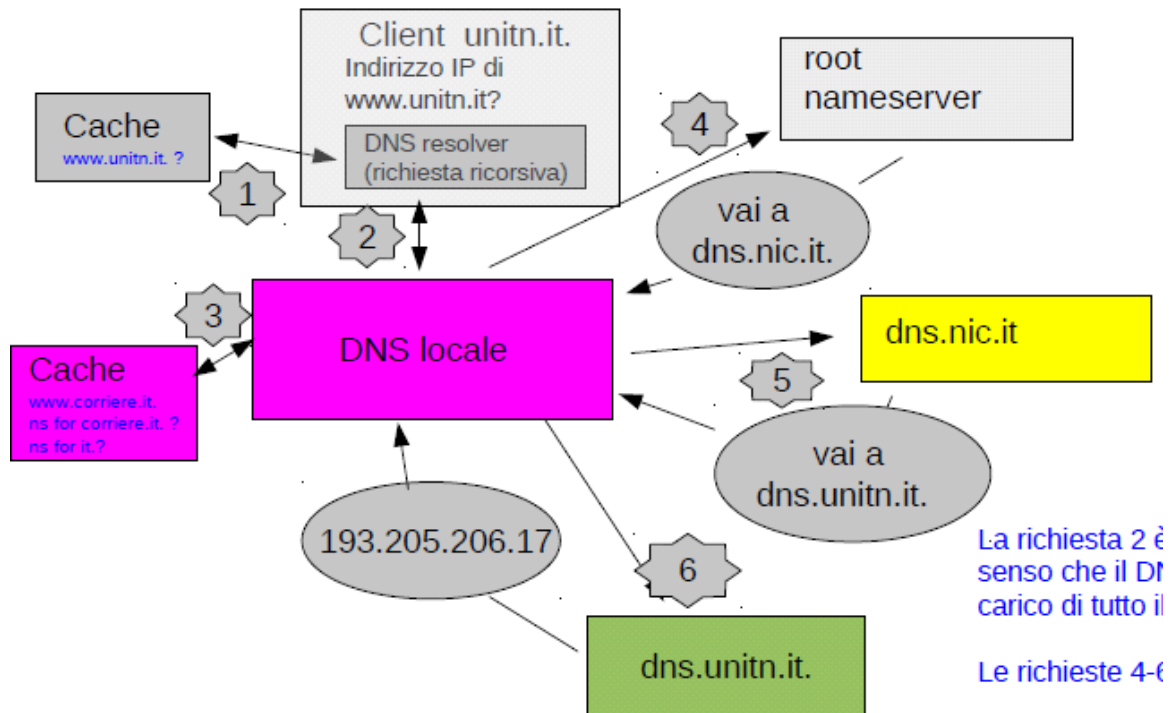 Client unitn.it.
Indirizzo IP di
www.unitn.it?
DNS resolver
(richiesta ricorsiva)
root
nameserver
Cache
www.unitn.it. ?
1
2
4
vai a
dns.nic.it.
3
DNS locale
dns.nic.it
5
Cache
www.corriere.it.
ns for corriere.it. ?
ns for it.?
vai a
dns.unitn.it.
193.205.206.17
6
dns.unitn.it.
La richiesta 2 è
senso che il DN
carico di tutto il
Le richieste 4-6